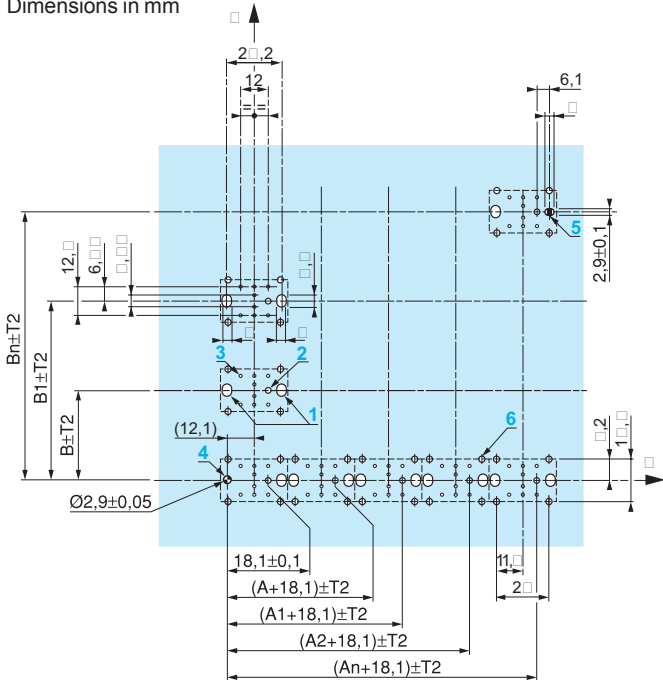 Dimensions in mm
2□,2
12
= =
6,1
□
□
5
2,9±0,1
12,□
6,□□
□,□□
□,□
□
□
Bn±T2
B1±T2
B±T2
3
2
1
(12,1)
4
6
□,2
1□,□
□
Ø2,9±0,05
18,1±0,1
11,□
(A+18,1)±T2
2□
(A1+18,1)±T2
(A2+18,1)±T2
(An+18,1)±T2